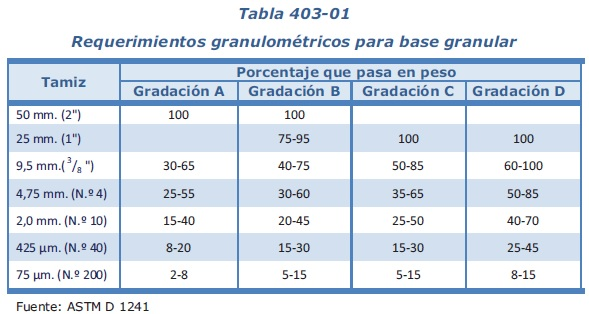 Tabla 403-01
Requerimientos granulométricos para base granular
Tamiz Porcentaje que pasa en peso
Gradación A Gradación B Gradación C Gradación D
50 mm. (2") 100 100
25 mm. (1") 75-95 100 100
9,5 mm.(3/8 ") 30-65 40-75 50-85 60-100
4,75 mm. (N.º 4) 25-55 30-60 35-65 50-85
2,0 mm. (N.º 10) 15-40 20-45 25-50 40-70
425 µm. (N.º 40) 8-20 15-30 15-30 25-45
75 µm. (N.º 200) 2-8 5-15 5-15 8-15
Fuente: ASTM D 1241